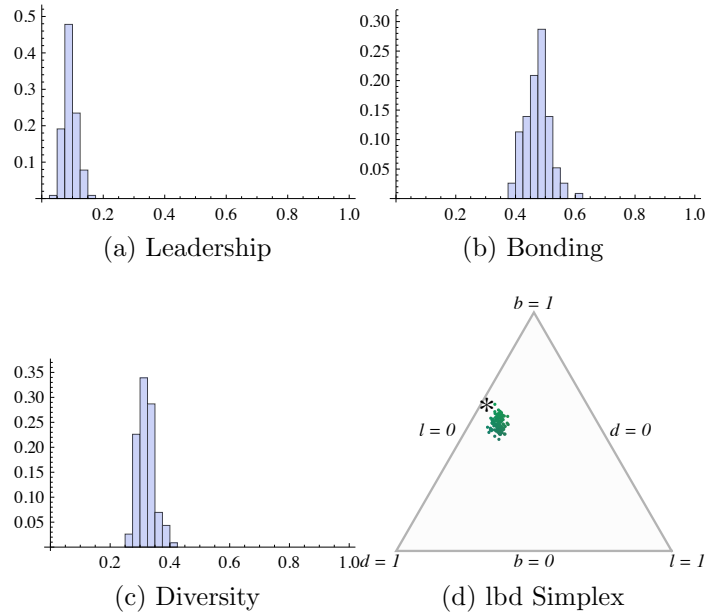 0.5
0.4
0.3
0.2
0.1
0.2 0.4 0.6 0.8 1.0
(a) Leadership
0.30
0.25
0.20
0.15
0.10
0.05
0.2 0.4 0.6 0.8 1.0
(b) Bonding
0.35
0.30
0.25
0.20
0.15
0.10
0.05
0.2 0.4 0.6 0.8 1.0
(c) Diversity
b = 1
l = 0
d = 0
d = 1
b = 0
l = 1
*
(d) lbd Simplex